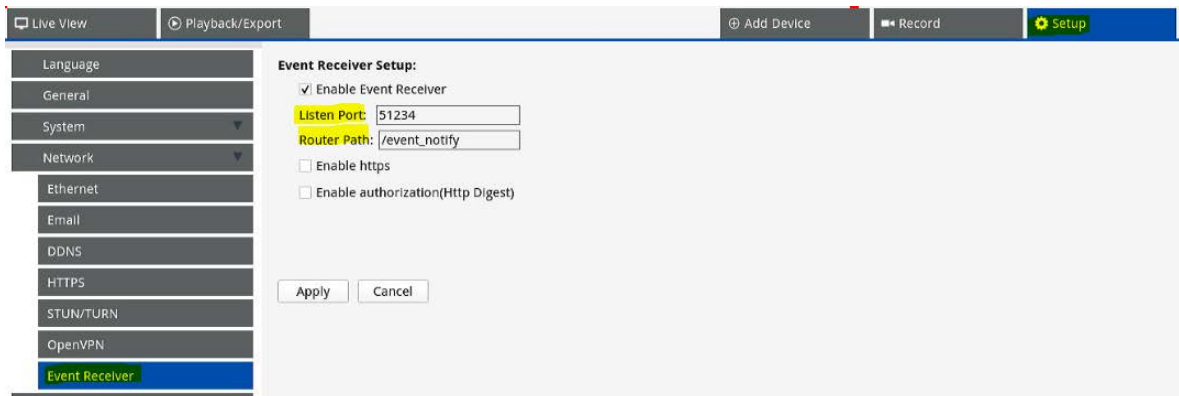 Live View Playback/Export Add Device Record Setup
Language
General
System
Network
Ethernet
Email
DDNS
HTTPS
STUN/TURN
OpenVPN
Event Receiver
Event Receiver Setup:
Enable Event Receiver
Listen Port: 51234
Router Path: /event_notify
Enable https
Enable authorization(Http Digest)
Apply Cancel